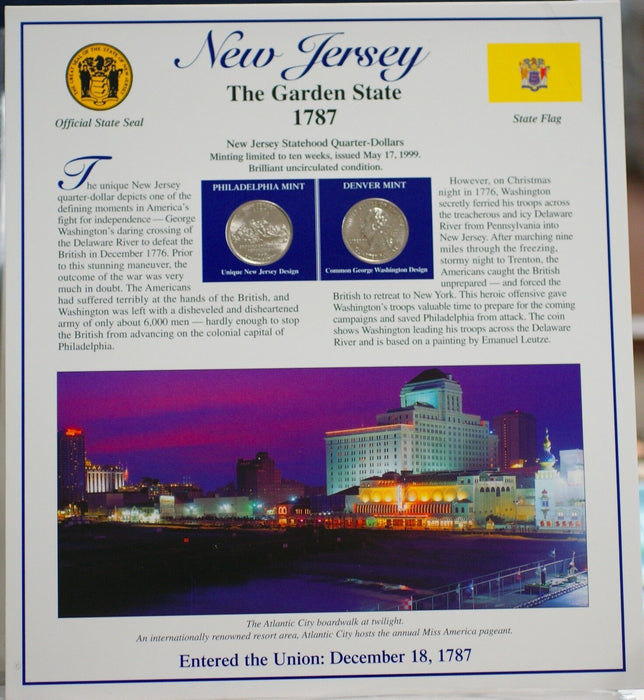 New Jersey
The Garden State
1787
THE GREAT SEAL OF THE STATE OF NEW JERSEY
Official State Seal
State Flag
New Jersey Statehood Quarter-Dollars
Minting limited to ten weeks, issued May 17, 1999.
Brilliant uncirculated condition.
The unique New Jersey
quarter-dollar depicts one of the
defining moments in America's
fight for independence — George
Washington's daring crossing of
the Delaware River to defeat the
British in December 1776. Prior
to this stunning maneuver, the
outcome of the war was very
much in doubt. The Americans
had suffered terribly at the hands of the British, and
Washington was left with a disheveled and disheartened
army of only about 6,000 men — hardly enough to stop
the British from advancing on the colonial capital of
Philadelphia.
PHILADELPHIA MINT
Unique New Jersey Design
DENVER MINT
Common George Washington Design
However, on Christmas
night in 1776, Washington
secretly ferried his troops across
the treacherous and icy Delaware
River from Pennsylvania into
New Jersey. After marching nine
miles through the freezing,
stormy night to Trenton, the
Americans caught the British
unprepared — and forced the
British to retreat to New York. This heroic offensive gave
Washington's troops valuable time to prepare for the coming
campaigns and saved Philadelphia from attack. The coin
shows Washington leading his troops across the Delaware
River and is based on a painting by Emanuel Leutze.
The Atlantic City boardwalk at twilight.
An internationally renowned resort area, Atlantic City hosts the annual Miss America pageant.
Entered the Union: December 18, 1787